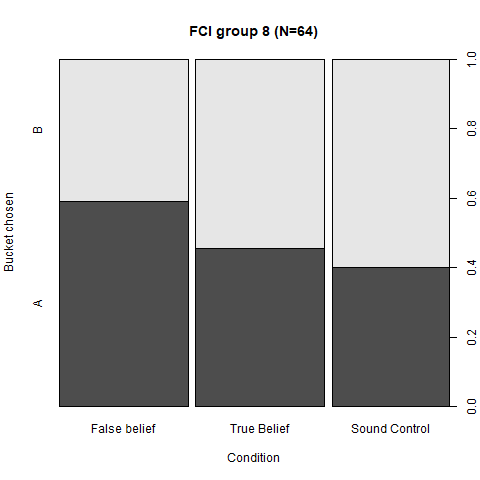 FCI group 8 (N=64)
Bucket chosen
B
A
1.0
0.8
0.6
0.4
0.2
0.0
False belief
True Belief
Sound Control
Condition